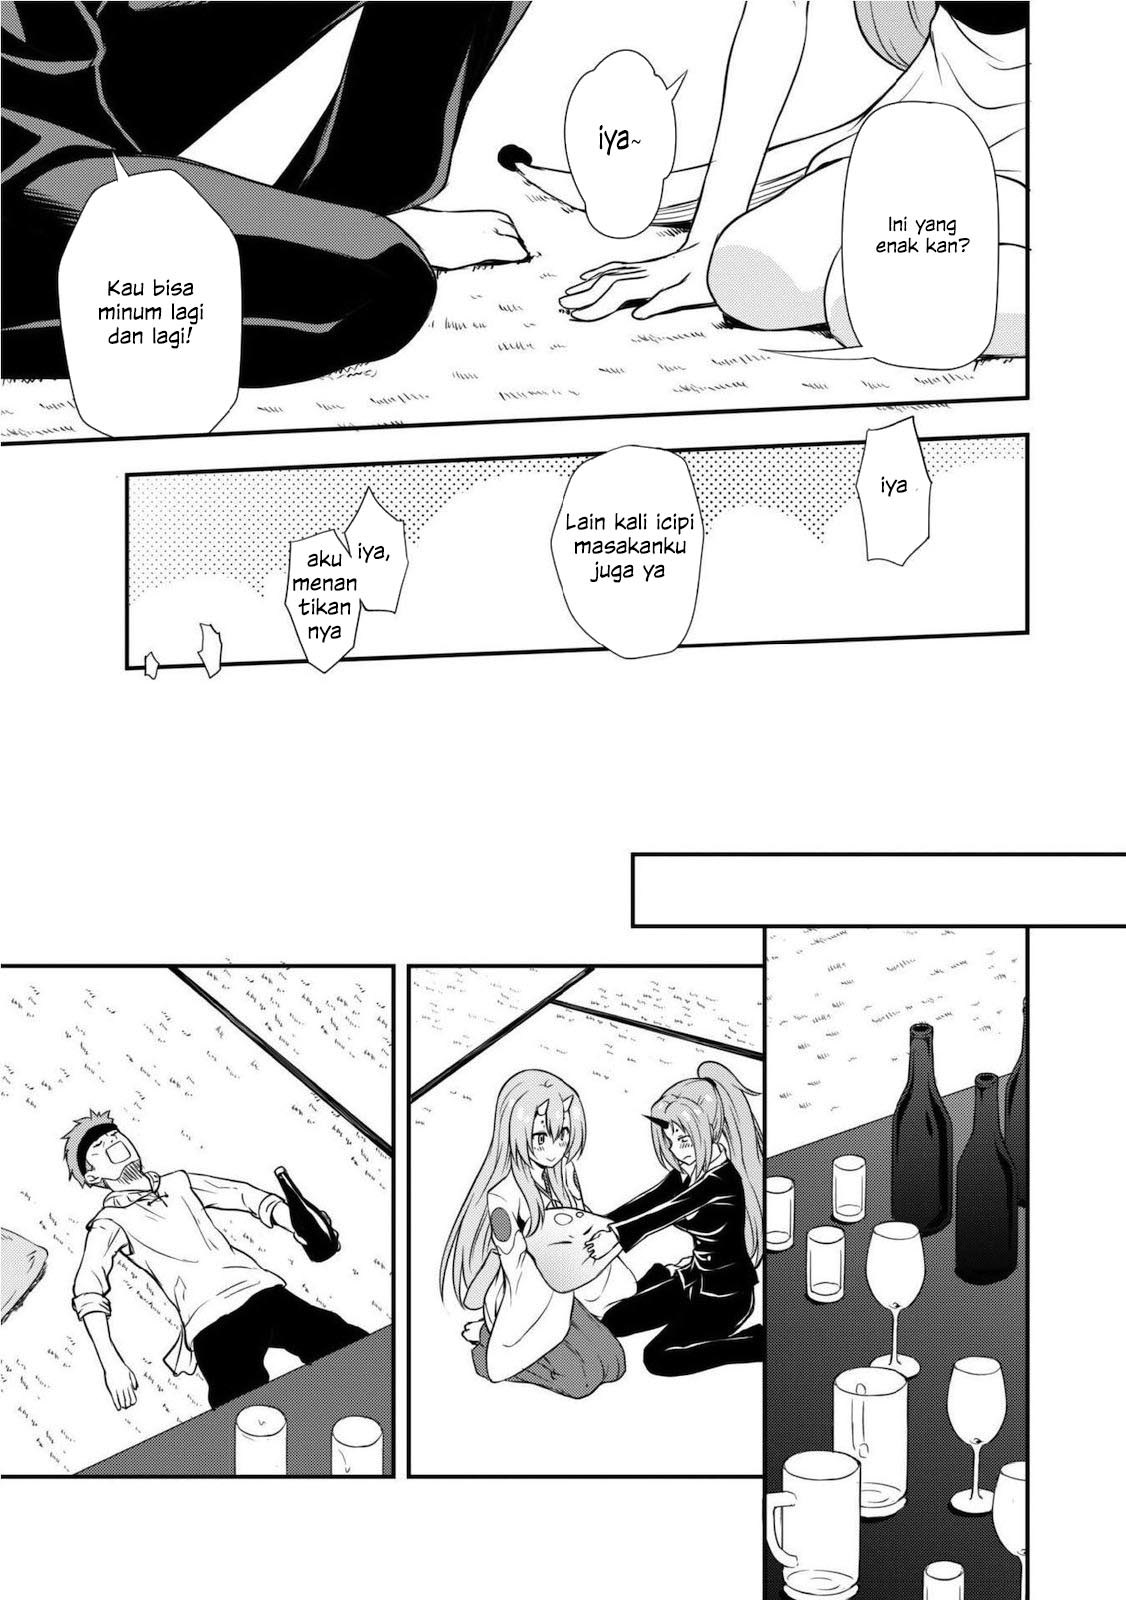 Ini yang
enak kan?
iya~
Kau bisa
minum lagi
dan lagi!
iya
Lain kali icipi
masakanku
juga ya
iya,
aku
menan
tikan
nya